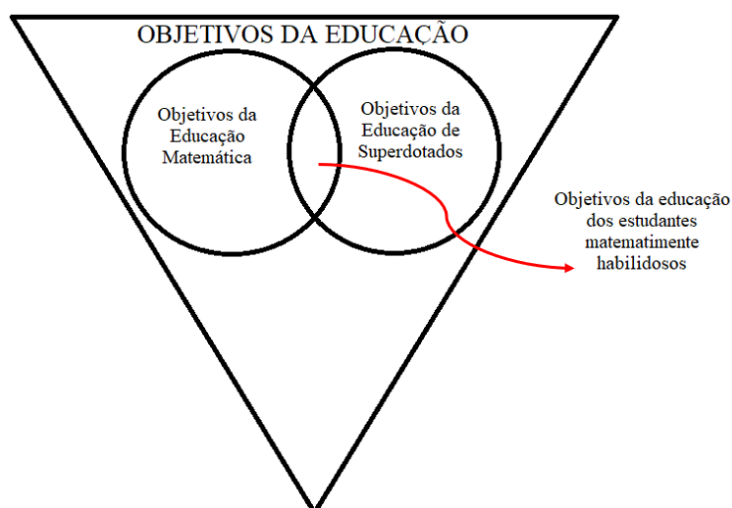 OBJETIVOS DA EDUCAÇÃO
Objetivos da
Educação
Matemática
Objetivos da
Educação de
Superdotados
Objetivos da educação
dos estudantes
matematimente
habilidosos